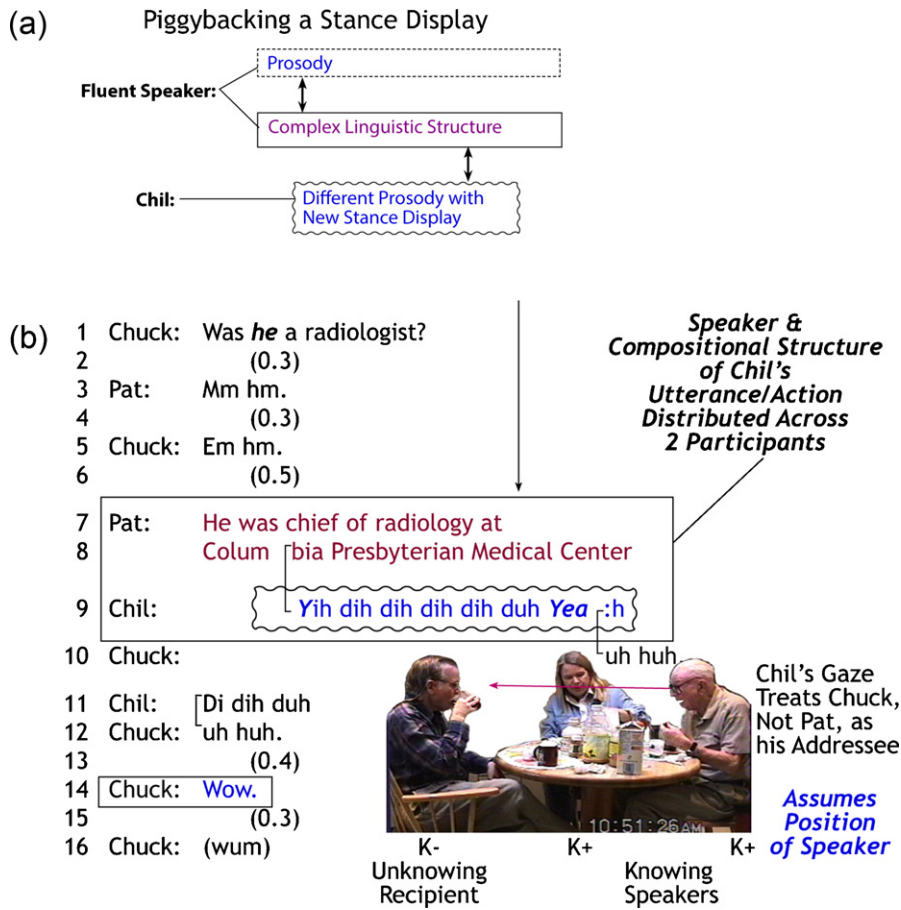 (a) Piggybacking a Stance Display
Prosody
Fluent Speaker:
Complex Linguistic Structure
Chil:
Different Prosody with
New Stance Display
(b)
1 Chuck: Was he a radiologist?
2 (0.3)
3 Pat: Mm hm.
4 (0.3)
5 Chuck: Em hm.
6 (0.5)
7 Pat: He was chief of radiology at
8 Colum bia Presbyterian Medical Center
9 Chil: Yih dih dih dih dih duh Yea :h
10 Chuck: uh huh.
11 Chil: Di dih duh
12 Chuck: uh huh.
13 (0.4)
14 Chuck: Wow.
15 (0.3)
16 Chuck: (wum)
Speaker &
Compositional Structure
of Chil's
Utterance/Action
Distributed Across
2 Participants
Chil's Gaze
Treats Chuck,
Not Pat, as
his Addressee
Assumes
Position
of Speaker
10:51:26AM
K- K+ K+
Unknowing
Recipient
Knowing
Speakers